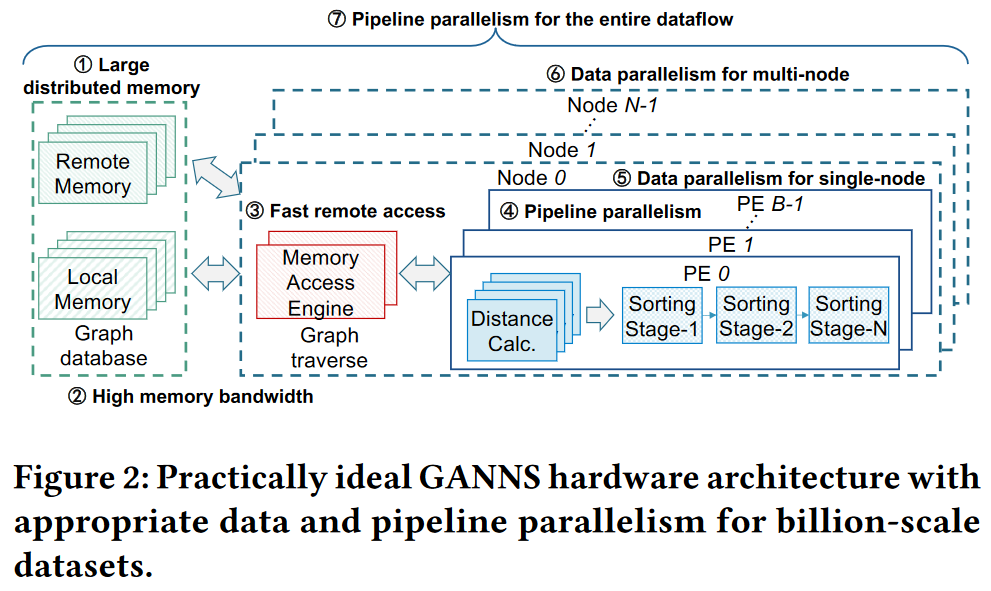 ⑦ Pipeline parallelism for the entire dataflow
① Large
distributed memory
⑥ Data parallelism for multi-node
Node N-1
Node 1
Node 0
⑤ Data parallelism for single-node
Remote
Memory
③ Fast remote access
④ Pipeline parallelism
PE B-1
PE 1
PE 0
Local
Memory
Graph
database
Memory
Access
Engine
Graph
traverse
Distance
Calc.
Sorting
Stage-1
Sorting
Stage-2
Sorting
Stage-N
② High memory bandwidth
Figure 2: Practically ideal GANNS hardware architecture with
appropriate data and pipeline parallelism for billion-scale
datasets.